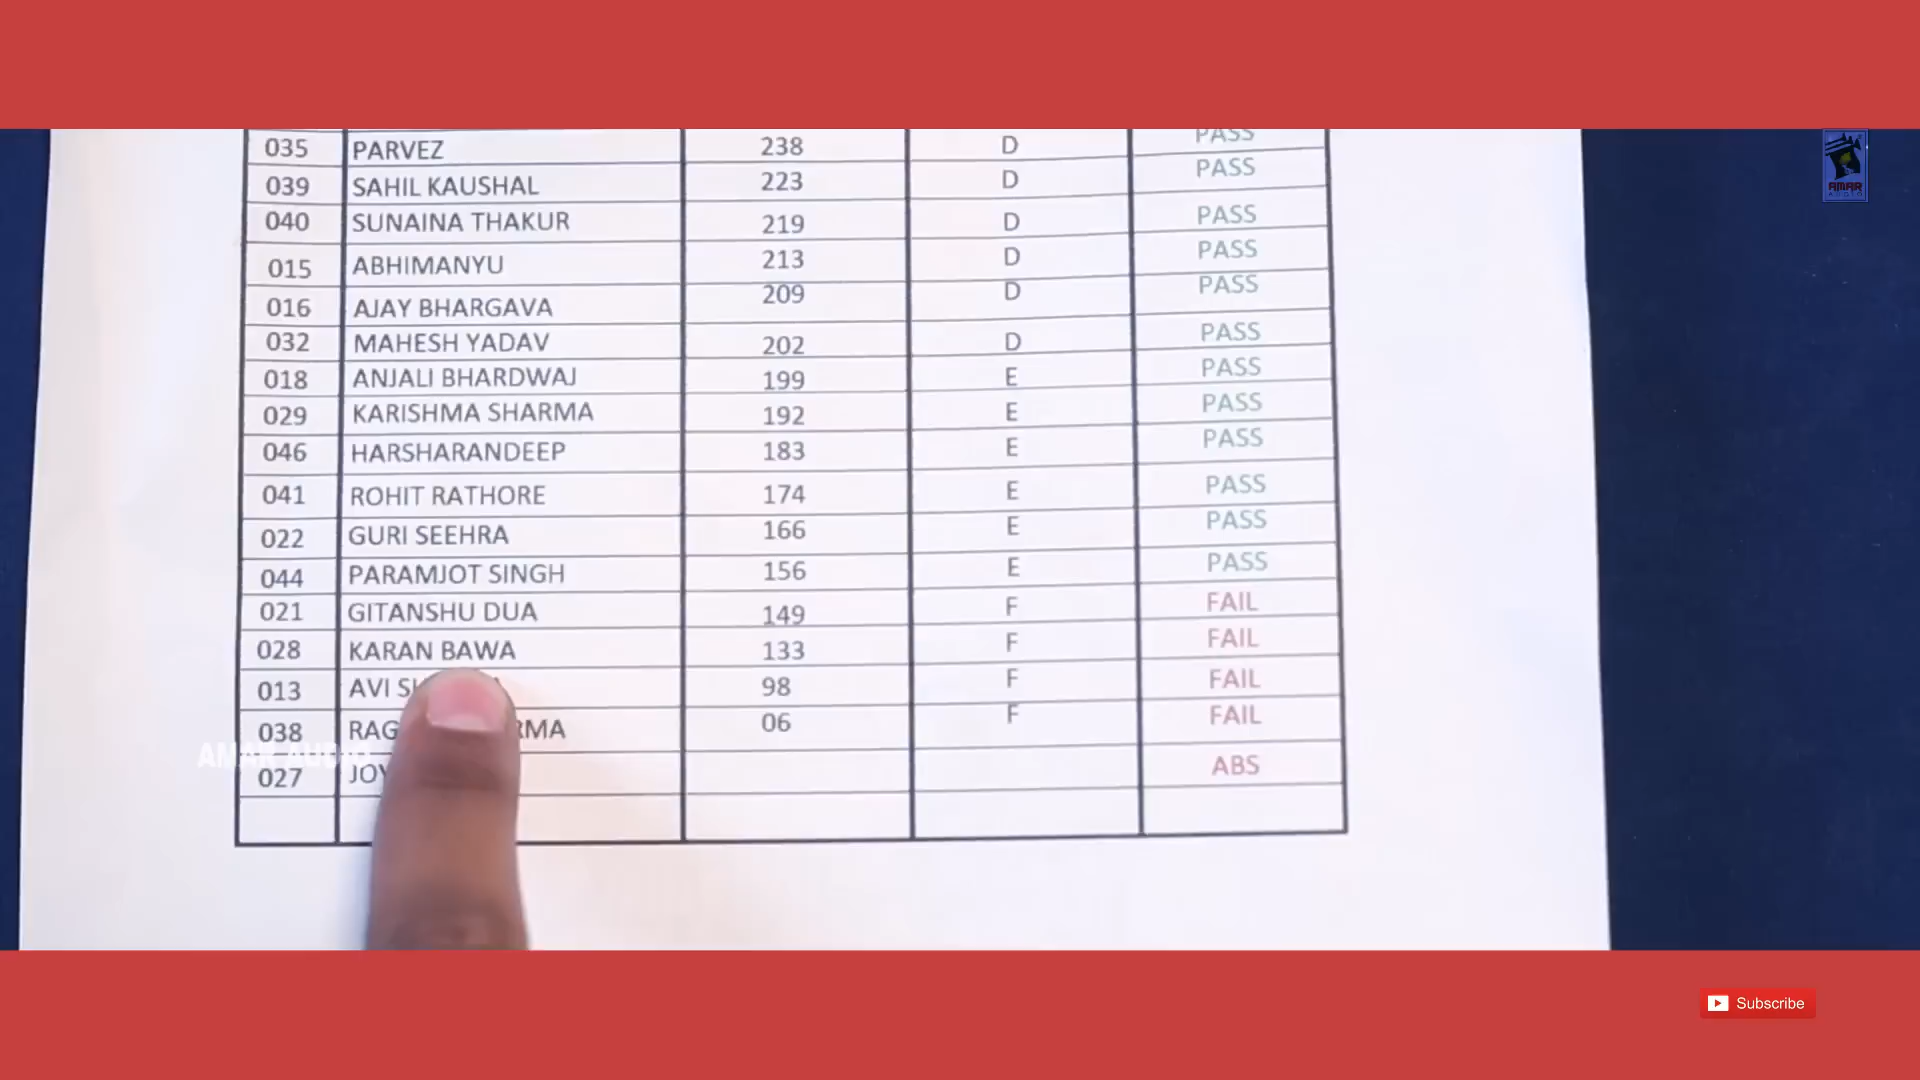 035 PARVEZ 238 D PASS
039 SAHIL KAUSHAL 223 D PASS
040 SUNAINA THAKUR 219 D PASS
015 ABHIMANYU 213 D PASS
016 AJAY BHARGAVA 209 D PASS
032 MAHESH YADAV 202 D PASS
018 ANJALI BHARDWAJ 199 E PASS
029 KARISHMA SHARMA 192 E PASS
046 HARSHARANDEEP 183 E PASS
041 ROHIT RATHORE 174 E PASS
022 GURI SEEHRA 166 E PASS
044 PARAMJOT SINGH 156 E PASS
021 GITANSHU DUA 149 F FAIL
028 KARAN BAWA 133 F FAIL
013 AVI 98 F FAIL
038 06 F FAIL
027 ABS
AMAR AUDIO
AMAR
AUDIO
Subscribe